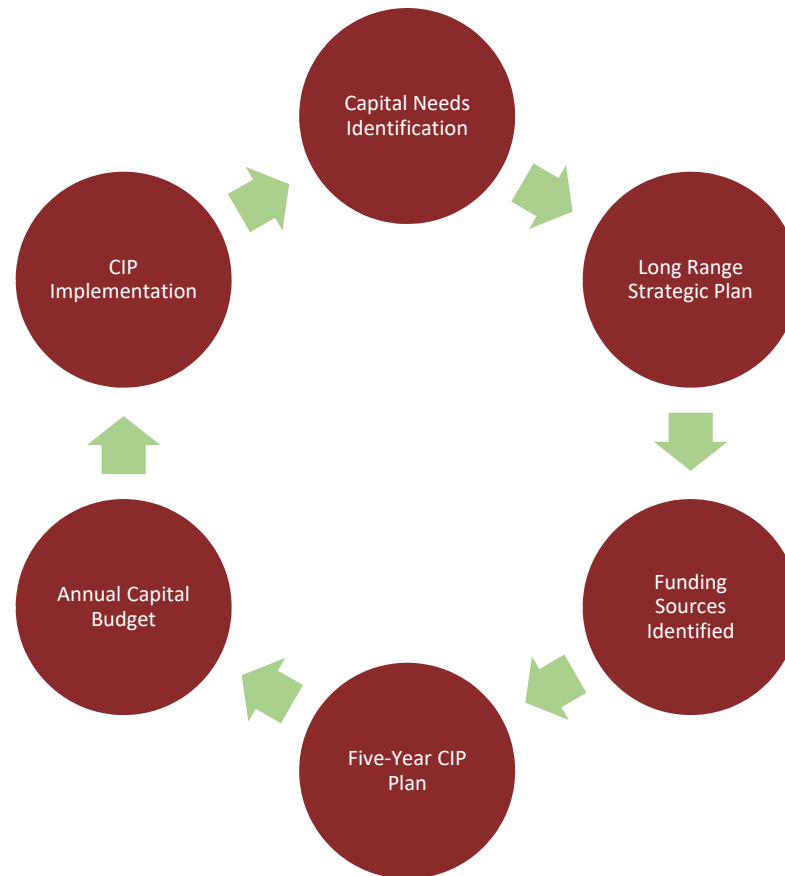 Capital Needs
Identification
Long Range
Strategic Plan
Funding
Sources
Identified
Five-Year CIP
Plan
Annual Capital
Budget
CIP
Implementation